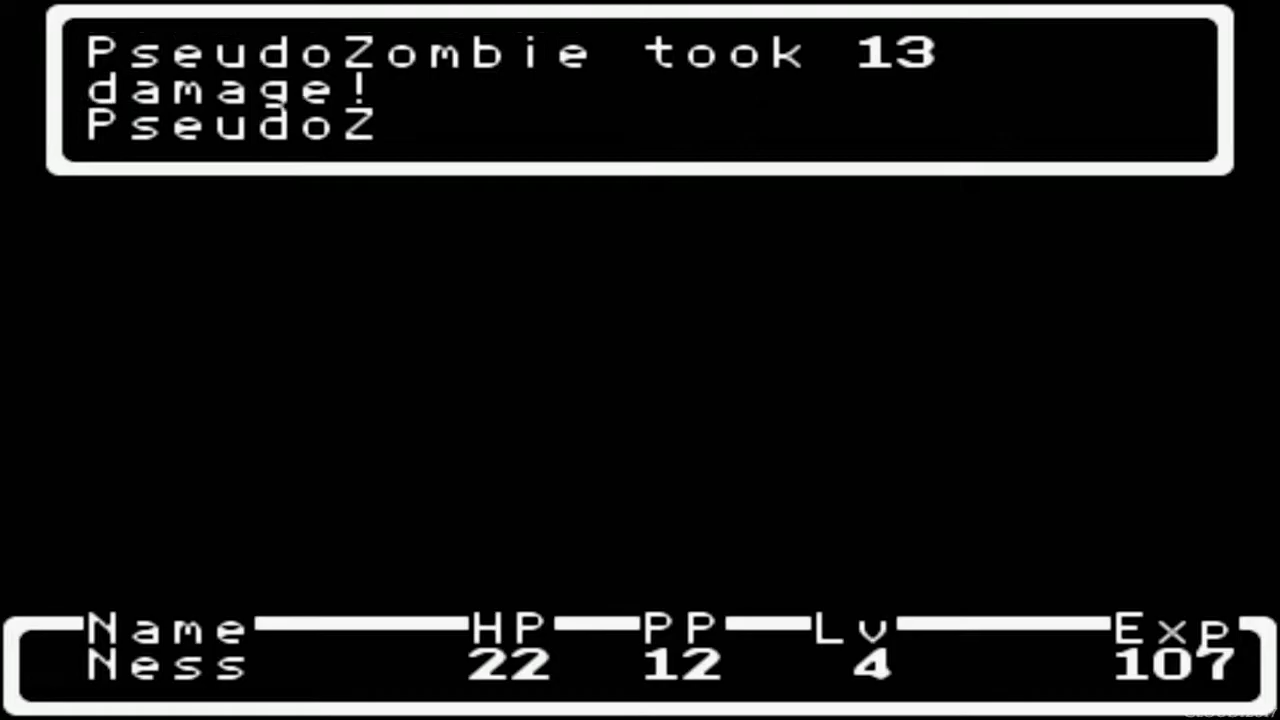 PseudoZombie took 13
damage!
PseudoZ
Name HP PP Lv Exp
Ness 22 12 4 107